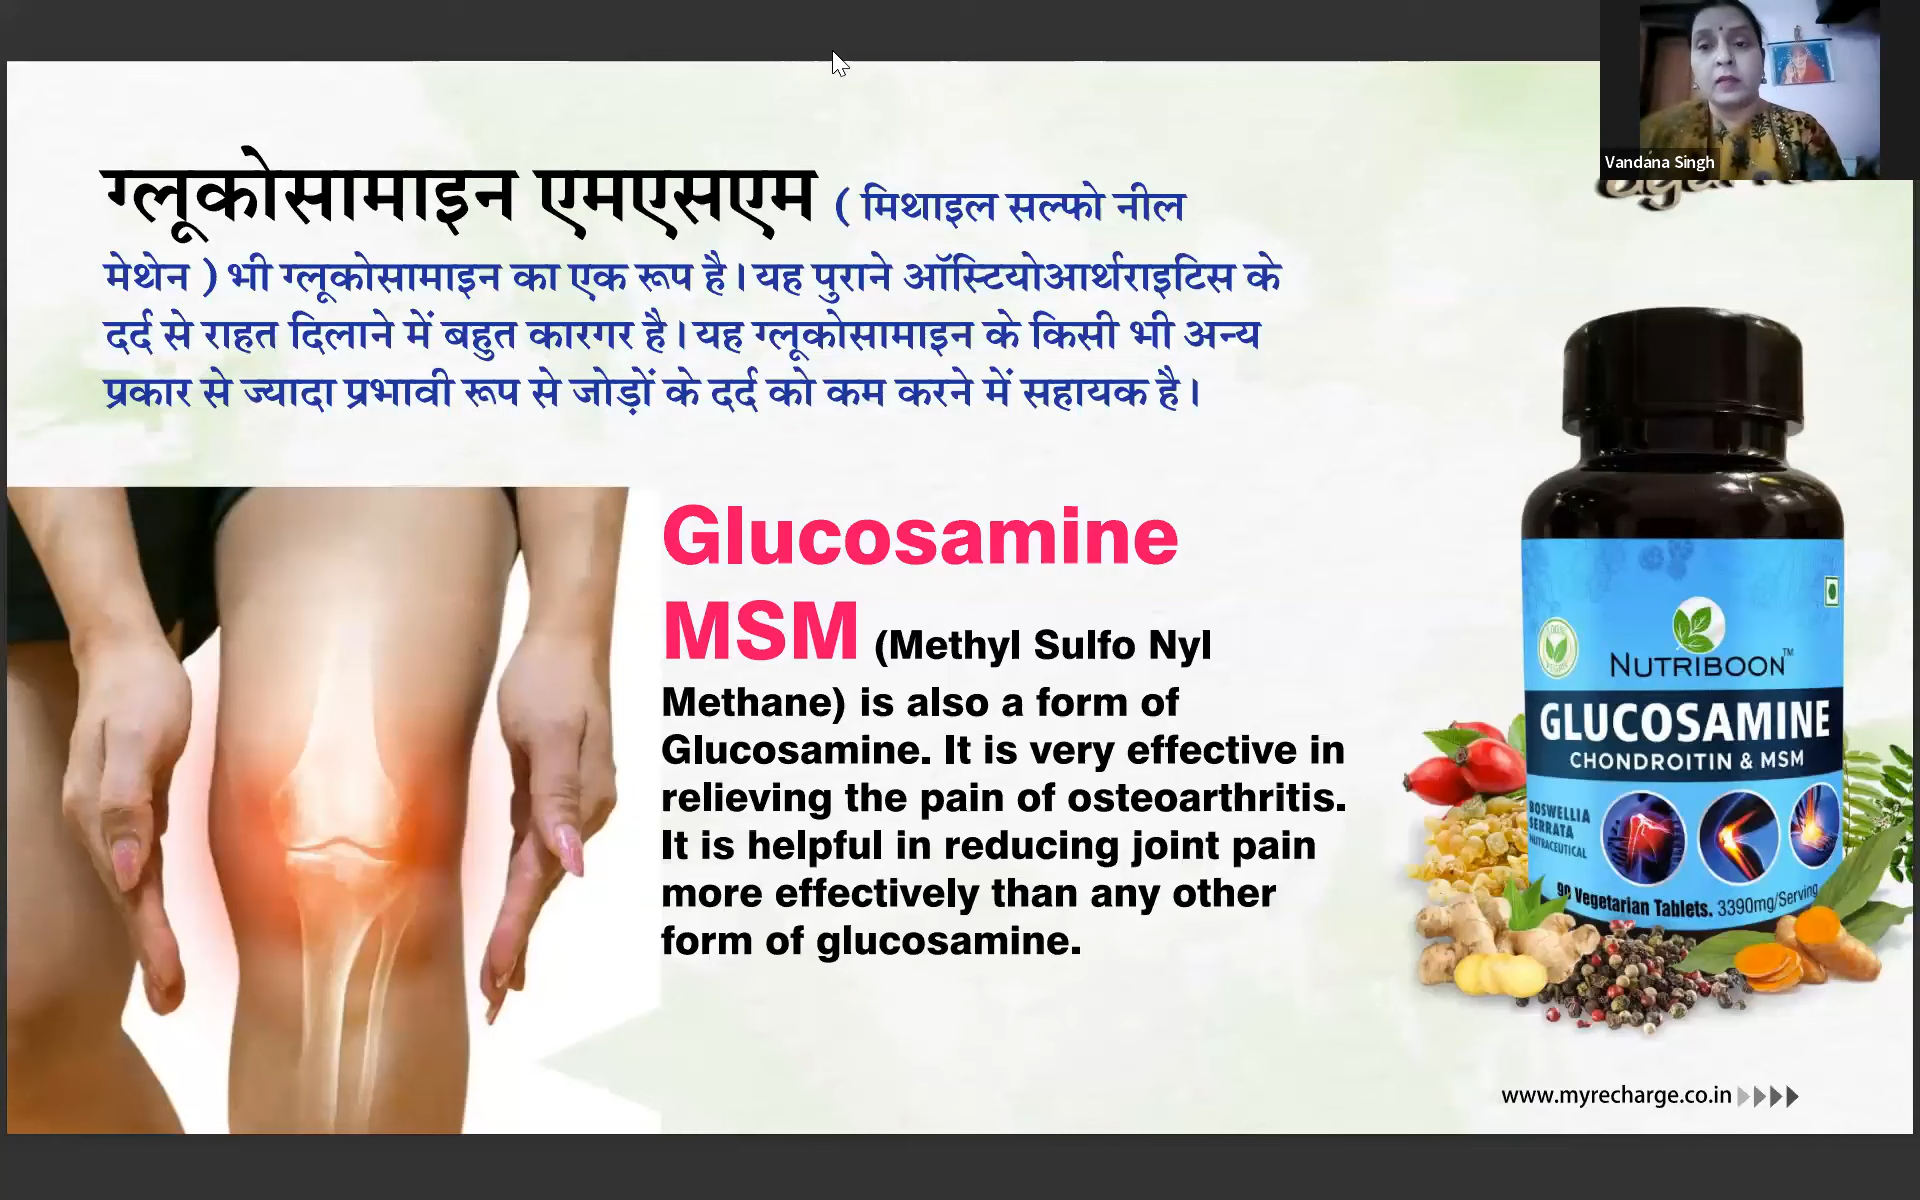 Vandana Singh
ग्लूकोसामाइन एमएसएम ( मिथाइल सल्फो नील
मेथेन ) भी ग्लूकोसामाइन का एक रूप है। यह पुराने ऑस्टियोआर्थराइटिस के
दर्द से राहत दिलाने में बहुत कारगर है। यह ग्लूकोसामाइन के किसी भी अन्य
प्रकार से ज्यादा प्रभावी रूप से जोड़ों के दर्द को कम करने में सहायक है।
Glucosamine
MSM (Methyl Sulfo Nyl
Methane) is also a form of
Glucosamine. It is very effective in
relieving the pain of osteoarthritis.
It is helpful in reducing joint pain
more effectively than any other
form of glucosamine.
NUTRIBOON™
GLUCOSAMINE
CHONDROITIN & MSM
BOSWELLIA
SERRATA
NUTRACEUTICAL
90 Vegetarian Tablets. 3390mg/Serving
www.myrecharge.co.in